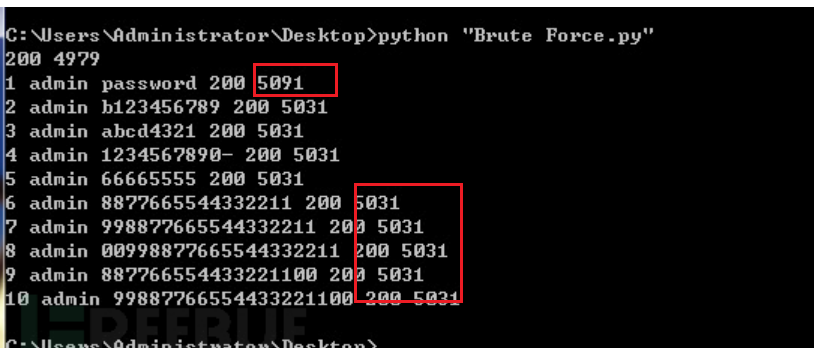 C:\Users\Administrator\Desktop>python "Brute Force.py"
200 4979
1 admin password 200 5091
2 admin b123456789 200 5031
3 admin abcd4321 200 5031
4 admin 1234567890- 200 5031
5 admin 66665555 200 5031
6 admin 8877665544332211 200 5031
7 admin 998877665544332211 200 5031
8 admin 00998877665544332211 200 5031
9 admin 887766554433221100 200 5031
10 admin 99887766554433221100 200 5031
REEBUF
C:\Users\Administrator\Desktop>